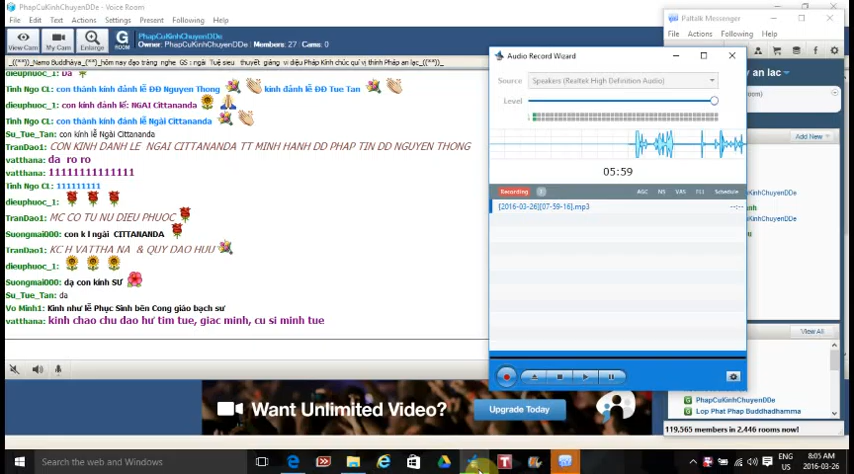 PhapCuKinhChuyenDDe - Voice Room
File Edit Text Actions Settings Present Following Help
View Cam My Cam Enlarge G ROOM
PhapCuKinhChuyenDDe
Owner: PhapCuKinhChuyenDDe | Members: 27 Cams: 0
dieuphuoc_1: Da
Tinh Ngo CL: con thành kính đảnh lễ ĐĐ Nguyen Thong kính đảnh lễ ĐĐ Tue Tan
dieuphuoc_1: con kính đảnh lễ: NGAI Cittananda
Tinh Ngo CL: con thành kính đảnh lễ Ngài Cittananda
Su_Tue_Tan: con kính lễ Ngài Cittananda
TranDao1: CON KINH DANH LE NGAI CITTANANDA TT MINH HANH DD PHAP TIN DD NGUYEN THONG
vatthana: da ro ro
vatthana: 11111111111111
Tinh Ngo CL: 1111111111
dieuphuoc_1:
TranDao1: MC CO TU NU DIEU PHUOC
Suongmai000: con k l ngài CITTANANDA
TranDao1: KC H VATTHA NA & QUY DAO HUU
dieuphuoc_1:
Suongmai000: dạ con kính SƯ
Su_Tue_Tan: da
Vo Minh1: Kinh như lễ Phục Sinh bên Cong giáo bạch sư
vatthana: kinh chao chu dao hư tim tue, giac minh, cu si minh tue
Want Unlimited Video?
Upgrade Today
Audio Record Wizard
Source Speakers (Realtek High Definition Audio)
Level
05:59
Recording AGC NS VAS FLL Schedule
[2016-03-26][07-59-16].mp3 --:--
Paltalk Messenger
File Actions Following Help
y an lac
Add New
KinhChuyenDDe
KinhChuyenDDe
View All
PhapCuKinhChuyenDDe
Lop Phat Phap Buddhadhamma
119,565 members in 2,446 rooms now!
Search the web and Windows
ENG US
8:05 AM
2016-03-26